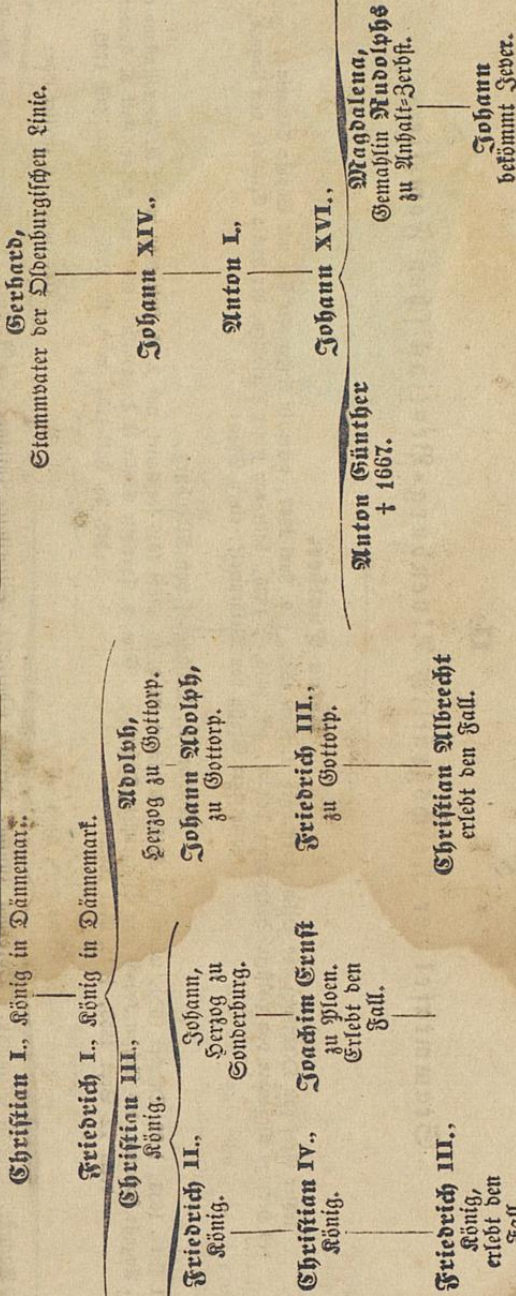 Christian I., König in Dännemar..
Friedrich I., König in Dännemark.
Christian III.,
König.
Friedrich II.,
König.
Christian IV.,
König.
Friedrich III.,
König,
erlebt den
Fall.
Johann,
Herzog zu
Sonderburg.
Joachim Ernst
zu Ploen.
Erlebt den
Fall.
Adolph,
Herzog zu Gottorp.
Johann Adolph,
zu Gottorp.
Friedrich III.,
zu Gottorp.
Christian Albrecht
erlebt den Fall.
Gerhard,
Stammvater der Oldenburgischen Linie.
Johann XIV.,
Anton I.,
Johann XVI.,
Anton Günther
† 1667.
Magdalena,
Gemahlin Rudolphs
zu Anhalt=Zerbst.
Johann
bekömmt Jever.